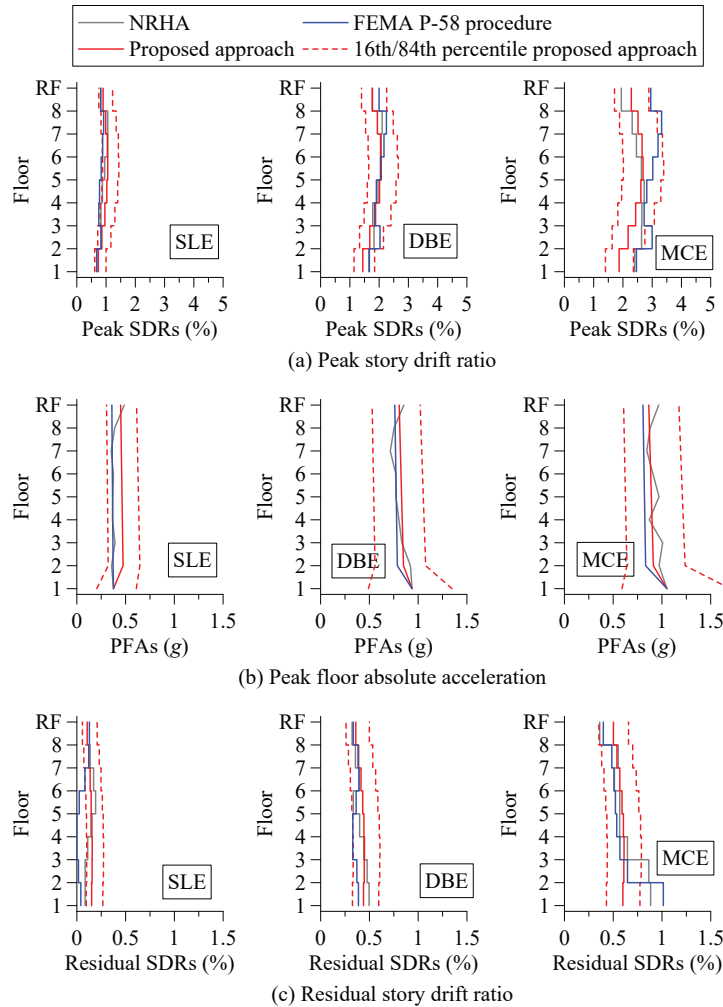 NRHA
FEMA P-58 procedure
Proposed approach
16th/84th percentile proposed approach
RF
8
7
6
5
4
3
2
1
Floor
SLE
0 1 2 3 4 5
Peak SDRs (%)
RF
8
7
6
5
4
3
2
1
Floor
DBE
0 1 2 3 4 5
Peak SDRs (%)
RF
8
7
6
5
4
3
2
1
Floor
MCE
0 1 2 3 4 5
Peak SDRs (%)
(a) Peak story drift ratio
RF
8
7
6
5
4
3
2
1
Floor
SLE
0 0.5 1 1.5
PFAs (g)
RF
8
7
6
5
4
3
2
1
Floor
DBE
0 0.5 1 1.5
PFAs (g)
RF
8
7
6
5
4
3
2
1
Floor
MCE
0 0.5 1 1.5
PFAs (g)
(b) Peak floor absolute acceleration
RF
8
7
6
5
4
3
2
1
Floor
SLE
0 0.5 1 1.5
Residual SDRs (%)
RF
8
7
6
5
4
3
2
1
Floor
DBE
0 0.5 1 1.5
Residual SDRs (%)
RF
8
7
6
5
4
3
2
1
Floor
MCE
0 0.5 1 1.5
Residual SDRs (%)
(c) Residual story drift ratio